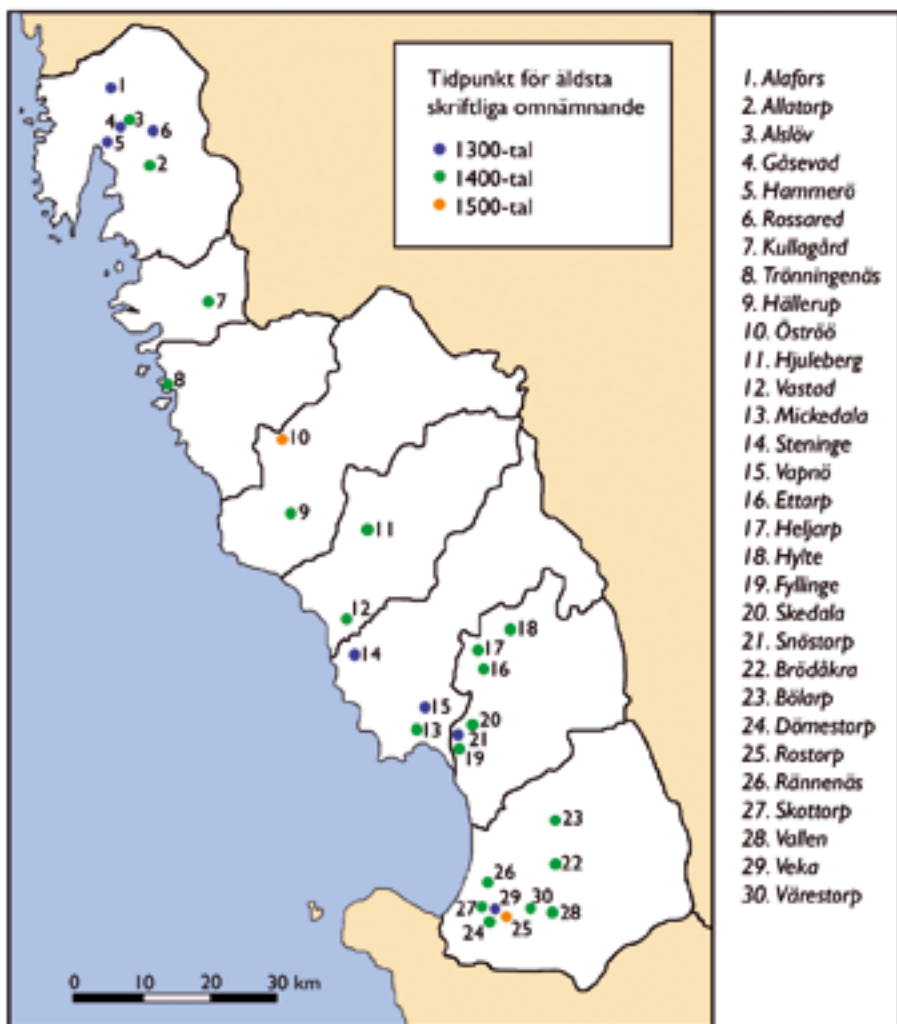 Tidpunkt för äldsta
skriftliga omnämnande
1300-tal
1400-tal
1500-tal
1
4 3 6
5
2
7
8
10
9
11
12
14
18
17
16
15
20
13 21
19
23
22
26
29 30
27 28
24 25
0 10 20 30 km
1. Alafors
2. Allatorp
3. Alslöv
4. Gåsevad
5. Hammerö
6. Rossared
7. Kullagård
8. Trönningenäs
9. Hällerup
10. Öströö
11. Hjuleberg
12. Vastad
13. Mickedala
14. Steninge
15. Vapnö
16. Ettarp
17. Heljarp
18. Hylte
19. Fyllinge
20. Skedala
21. Snöstorp
22. Brödåkra
23. Bölarp
24. Dömestorp
25. Rostorp
26. Rännenäs
27. Skottorp
28. Vallen
29. Veka
30. Värestorp